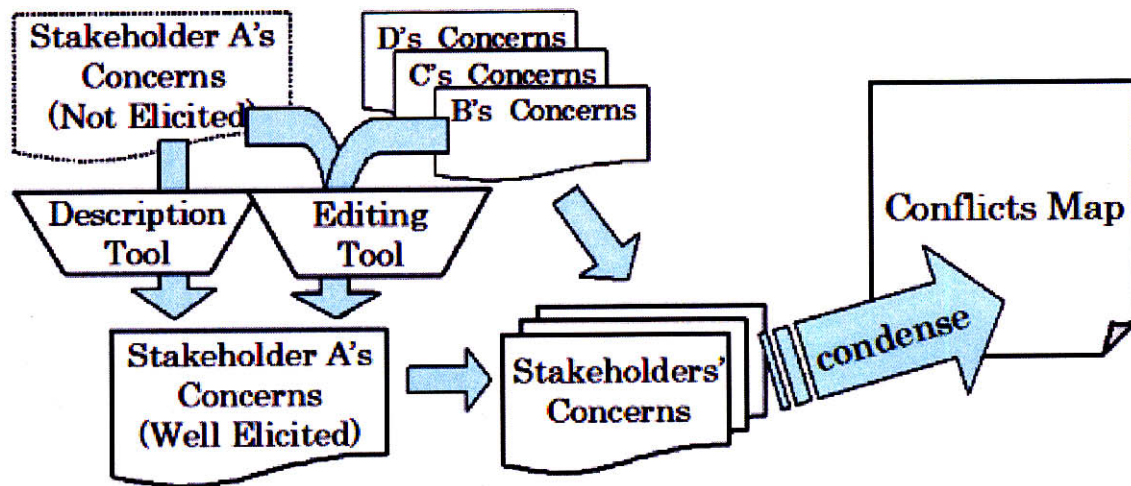 Stakeholder A's
Concerns
(Not Elicited)
D's Concerns
C's Concerns
B's Concerns
Description
Tool
Editing
Tool
Conflicts Map
condense
Stakeholder A's
Concerns
(Well Elicited)
Stakeholders'
Concerns